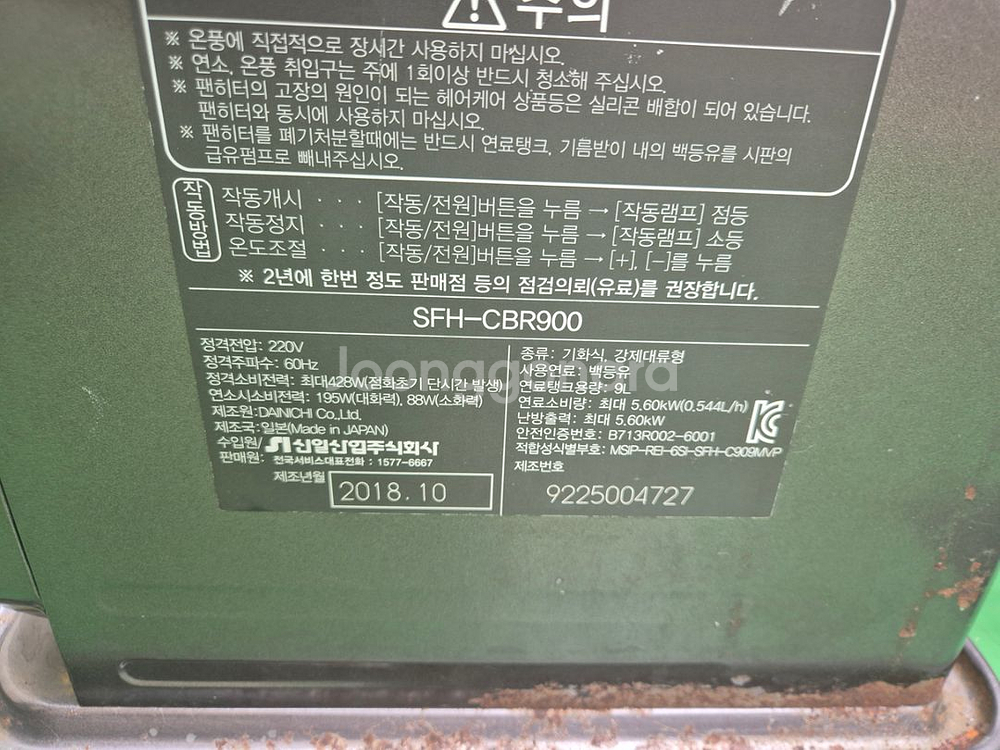 주의
※ 온풍에 직접적으로 장시간 사용하지 마십시오.
※ 연소, 온풍 취입구는 주에 1회이상 반드시 청소해 주십시오.
※ 팬히터의 고장의 원인이 되는 헤어케어 상품등은 실리콘 배합이 되어 있습니다.
팬히터와 동시에 사용하지 마십시오.
※ 팬히터를 폐기처분할때에는 반드시 연료탱크, 기름받이 내의 백등유를 시판의
급유펌프로 빼내주십시오.
작동방법
작동개시 · · · [작동/전원]버튼을 누름 → [작동램프] 점등
작동정지 · · · [작동/전원]버튼을 누름 → [작동램프] 소등
온도조절 · · · [작동/전원]버튼을 누름 → [+], [-]를 누름
※ 2년에 한번 정도 판매점 등의 점검의뢰(유료)를 권장합니다.
SFH-CBR900
정격전압: 220V
정격주파수: 60Hz
정격소비전력: 최대428W(점화초기 단시간 발생)
연소시소비전력: 195W(대화력), 88W(소화력)
제조원: DAINICHI Co.,Ltd.
제조국: 일본(Made in JAPAN)
수입원/
판매원:
신일산업주식회사
전국서비스대표전화 : 1577-6667
제조년월 2018.10
종류: 기화식, 강제대류형
사용연료: 백등유
연료탱크용량: 9L
연료소비량: 최대 5.60kW(0.544L/h)
난방출력: 최대 5.60kW
안전인증번호: B713R002-6001
적합성식별부호: MSIP-REI-6SI-SFH-C909MVP
제조번호
9225004727